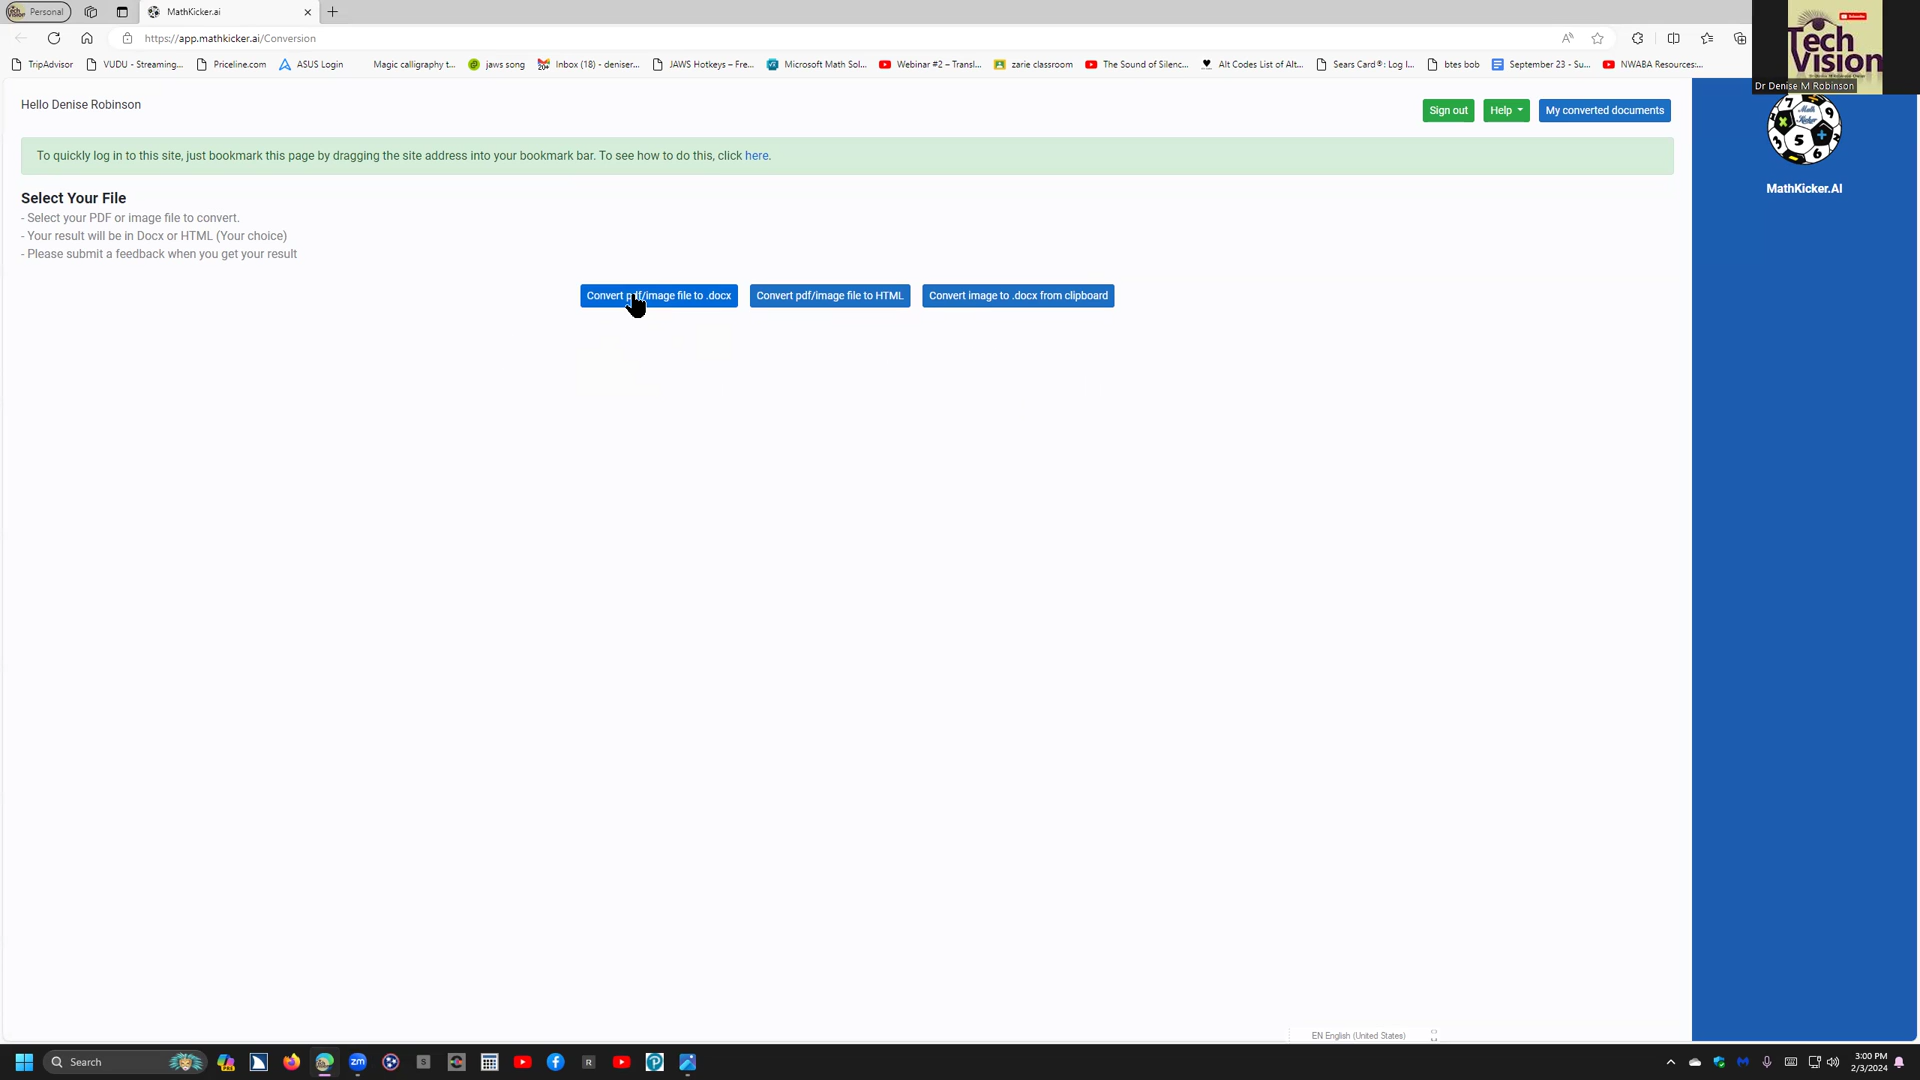 Personal
MathKicker.ai
https://app.mathkicker.ai/Conversion
TripAdvisor
VUDU - Streaming...
Priceline.com
ASUS Login
Magic calligraphy t...
jaws song
Inbox (18) - deniser...
JAWS Hotkeys – Fre...
Microsoft Math Sol...
Webinar #2 – Transl...
zarie classroom
The Sound of Silenc...
Alt Codes List of Alt...
Sears Card®: Log I...
btes bob
September 23 - Su...
NWABA Resources:...
Tech
Vision
Dr Denise M Robinson
Hello Denise Robinson
Sign out
Help
My converted documents
To quickly log in to this site, just bookmark this page by dragging the site address into your bookmark bar. To see how to do this, click here.
MathKicker.AI
Select Your File
- Select your PDF or image file to convert.
- Your result will be in Docx or HTML (Your choice)
- Please submit a feedback when you get your result
Convert pdf/image file to .docx
Convert pdf/image file to HTML
Convert image to .docx from clipboard
EN English (United States)
Search
zm
3:00 PM
2/3/2024